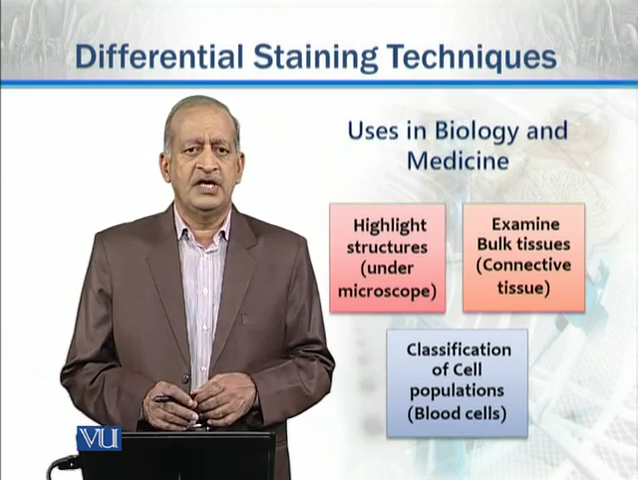 Differential Staining Techniques
Uses in Biology and
Medicine
Highlight
structures
(under
microscope)
Examine
Bulk tissues
(Connective
tissue)
Classification
of Cell
populations
(Blood cells)
VU